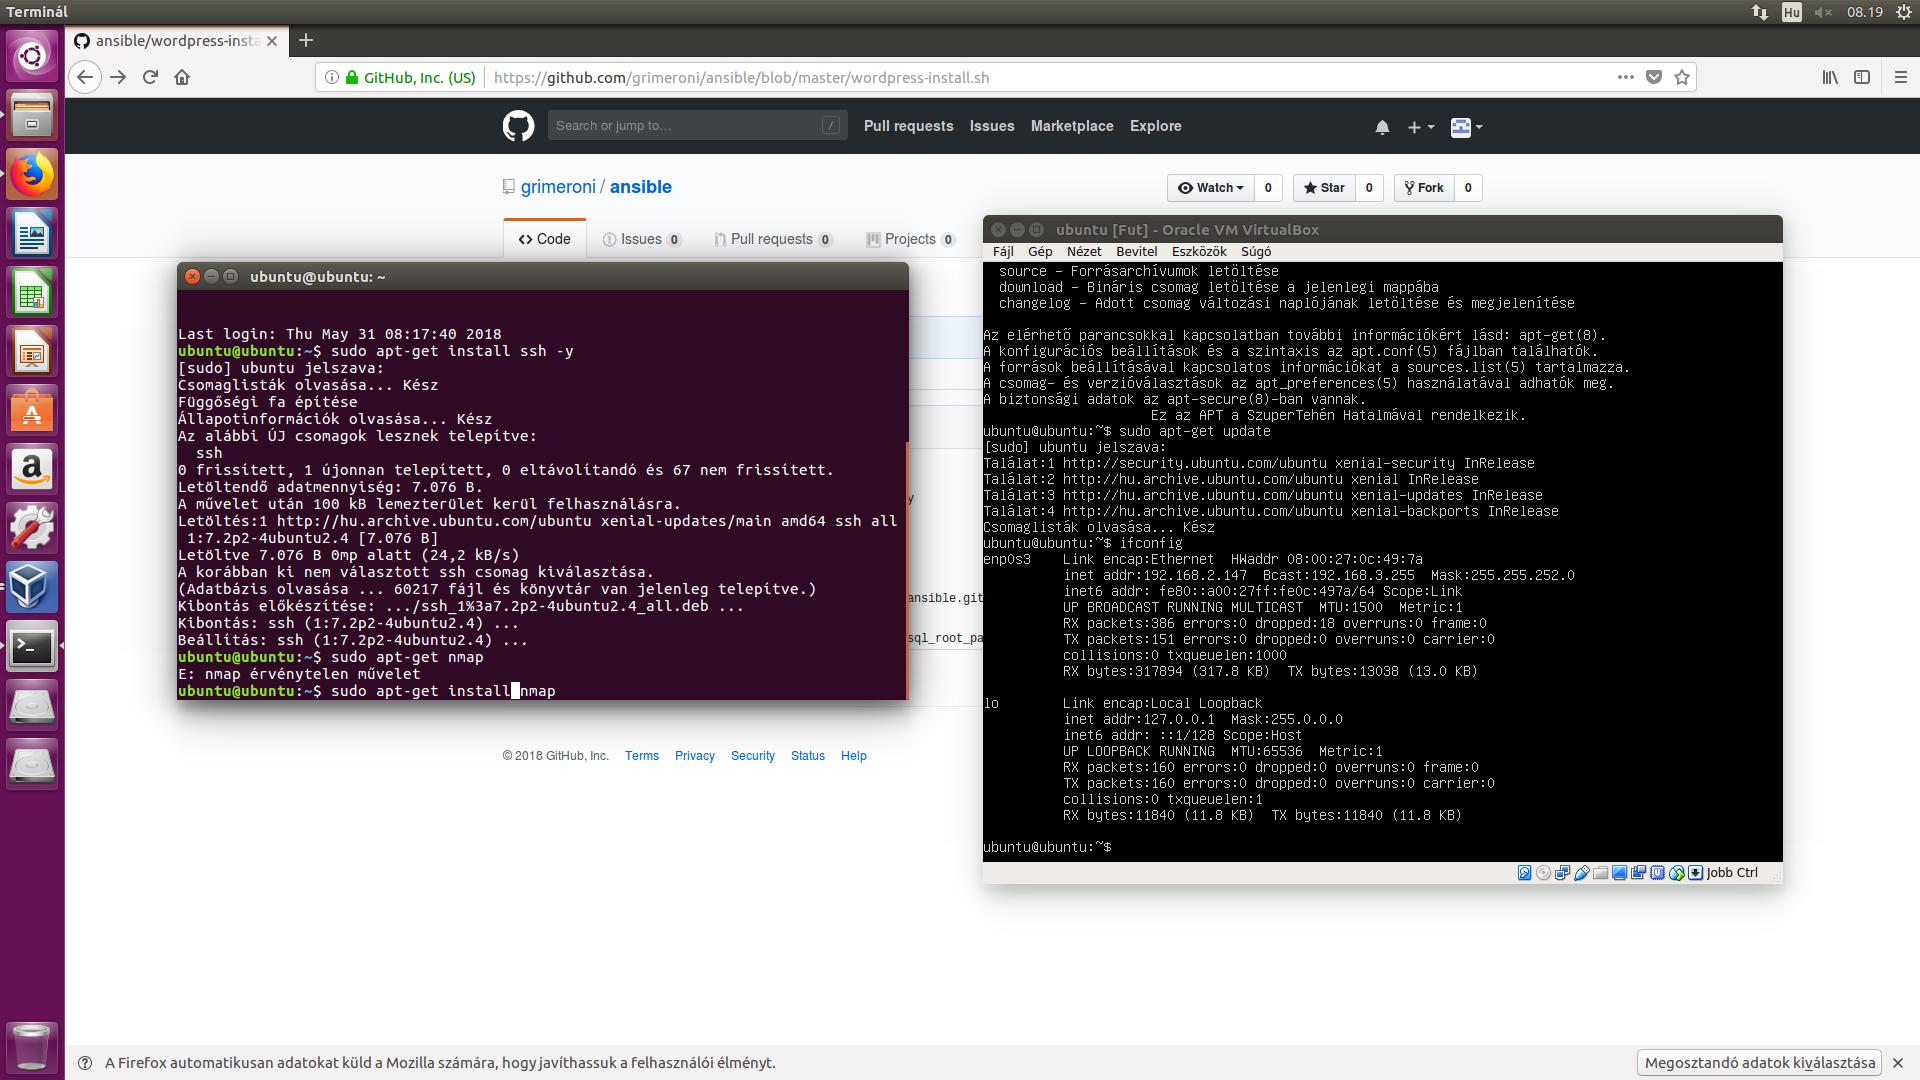 Terminál
Hu
08.19
ansible/wordpress-insta
GitHub, Inc. (US)
https://github.com/grimeroni/ansible/blob/master/wordpress-install.sh
Search or jump to…
/
Pull requests
Issues
Marketplace
Explore
grimeroni / ansible
Watch
0
Star
0
Fork
0
Code
Issues 0
Pull requests 0
Projects 0
ubuntu@ubuntu: ~
Last login: Thu May 31 08:17:40 2018
ubuntu@ubuntu:~$ sudo apt-get install ssh -y
[sudo] ubuntu jelszava:
Csomaglisták olvasása... Kész
Függőségi fa építése
Állapotinformációk olvasása... Kész
Az alábbi ÚJ csomagok lesznek telepítve:
ssh
0 frissített, 1 újonnan telepített, 0 eltávolítandó és 67 nem frissített.
Letöltendő adatmennyiség: 7.076 B.
A művelet után 100 kB lemezterület kerül felhasználásra.
Letöltés:1 http://hu.archive.ubuntu.com/ubuntu xenial-updates/main amd64 ssh all
1:7.2p2-4ubuntu2.4 [7.076 B]
Letöltve 7.076 B 0mp alatt (24,2 kB/s)
A korábban ki nem választott ssh csomag kiválasztása.
(Adatbázis olvasása ... 60217 fájl és könyvtár van jelenleg telepítve.)
Kibontás előkészítése: .../ssh_1%3a7.2p2-4ubuntu2.4_all.deb ...
Kibontás: ssh (1:7.2p2-4ubuntu2.4) ...
Beállítás: ssh (1:7.2p2-4ubuntu2.4) ...
ubuntu@ubuntu:~$ sudo apt-get nmap
E: nmap érvénytelen művelet
ubuntu@ubuntu:~$ sudo apt-get install nmap
y
ansible.git
sql_root_pa
© 2018 GitHub, Inc.
Terms
Privacy
Security
Status
Help
ubuntu [Fut] - Oracle VM VirtualBox
Fájl Gép Nézet Bevitel Eszközök Súgó
source – Forrásarchívumok letöltése
download – Bináris csomag letöltése a jelenlegi mappába
changelog – Adott csomag változási naplójának letöltése és megjelenítése
Az elérhető parancsokkal kapcsolatban további információkért lásd: apt-get(8).
A konfigurációs beállítások és a szintaxis az apt.conf(5) fájlban találhatók.
A források beállításával kapcsolatos információkat a sources.list(5) tartalmazza.
A csomag- és verzióválasztások az apt_preferences(5) használatával adhatók meg.
A biztonsági adatok az apt-secure(8)-ban vannak.
Ez az APT a SzuperTehén Hatalmával rendelkezik.
ubuntu@ubuntu:~$ sudo apt-get update
[sudo] ubuntu jelszava:
Találat:1 http://security.ubuntu.com/ubuntu xenial-security InRelease
Találat:2 http://hu.archive.ubuntu.com/ubuntu xenial InRelease
Találat:3 http://hu.archive.ubuntu.com/ubuntu xenial-updates InRelease
Találat:4 http://hu.archive.ubuntu.com/ubuntu xenial-backports InRelease
Csomaglisták olvasása... Kész
ubuntu@ubuntu:~$ ifconfig
enp0s3 Link encap:Ethernet HWaddr 08:00:27:0c:49:7a
inet addr:192.168.2.147 Bcast:192.168.3.255 Mask:255.255.252.0
inet6 addr: fe80::a00:27ff:fe0c:497a/64 Scope:Link
UP BROADCAST RUNNING MULTICAST MTU:1500 Metric:1
RX packets:386 errors:0 dropped:18 overruns:0 frame:0
TX packets:151 errors:0 dropped:0 overruns:0 carrier:0
collisions:0 txqueuelen:1000
RX bytes:317894 (317.8 KB) TX bytes:13038 (13.0 KB)
lo Link encap:Local Loopback
inet addr:127.0.0.1 Mask:255.0.0.0
inet6 addr: ::1/128 Scope:Host
UP LOOPBACK RUNNING MTU:65536 Metric:1
RX packets:160 errors:0 dropped:0 overruns:0 frame:0
TX packets:160 errors:0 dropped:0 overruns:0 carrier:0
collisions:0 txqueuelen:1
RX bytes:11840 (11.8 KB) TX bytes:11840 (11.8 KB)
ubuntu@ubuntu:~$
Jobb Ctrl
A Firefox automatikusan adatokat küld a Mozilla számára, hogy javíthassuk a felhasználói élményt.
Megosztandó adatok kiválasztása